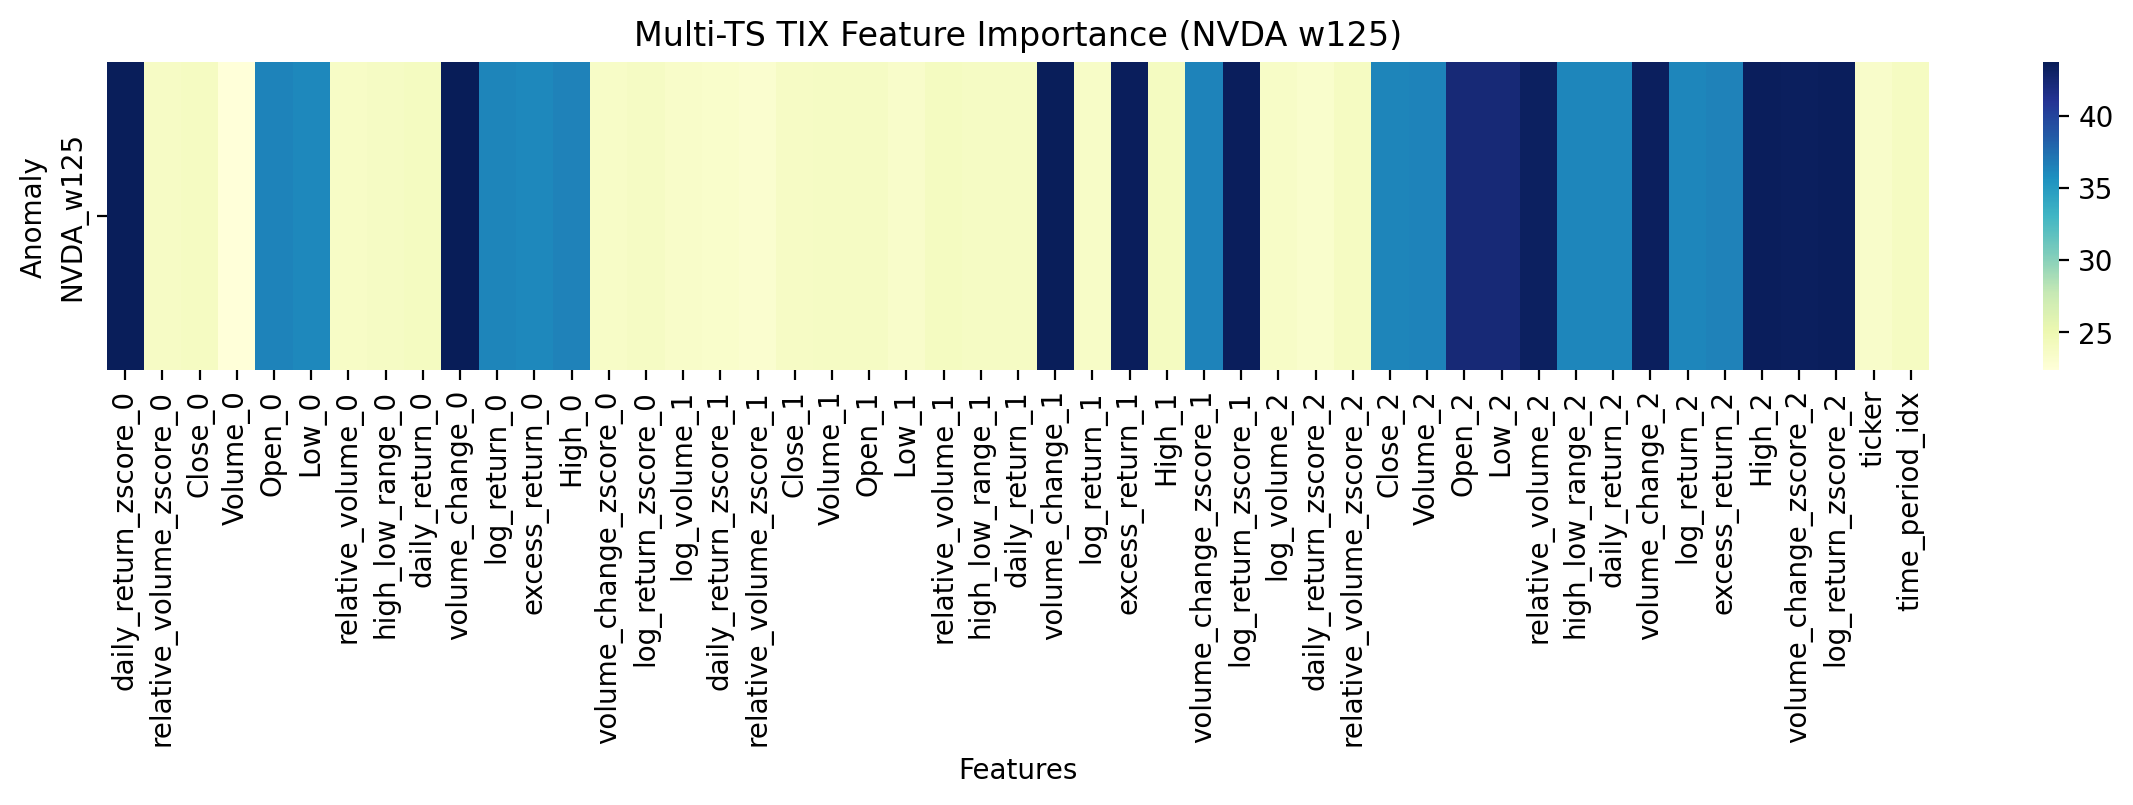 Multi-TS TIX Feature Importance (NVDA w125)
Anomaly
NVDA_w125
40
35
30
25
daily_return_zscore_0
relative_volume_zscore_0
Close_0
Volume_0
Open_0
Low_0
relative_volume_0
high_low_range_0
daily_return_0
volume_change_0
log_return_0
excess_return_0
High_0
volume_change_zscore_0
log_return_zscore_0
log_volume_1
daily_return_zscore_1
relative_volume_zscore_1
Close_1
Volume_1
Open_1
Low_1
relative_volume_1
high_low_range_1
daily_return_1
volume_change_1
log_return_1
excess_return_1
High_1
volume_change_zscore_1
log_return_zscore_1
log_volume_2
daily_return_zscore_2
relative_volume_zscore_2
Close_2
Volume_2
Open_2
Low_2
relative_volume_2
high_low_range_2
daily_return_2
volume_change_2
log_return_2
excess_return_2
High_2
volume_change_zscore_2
log_return_zscore_2
ticker
time_period_idx
Features